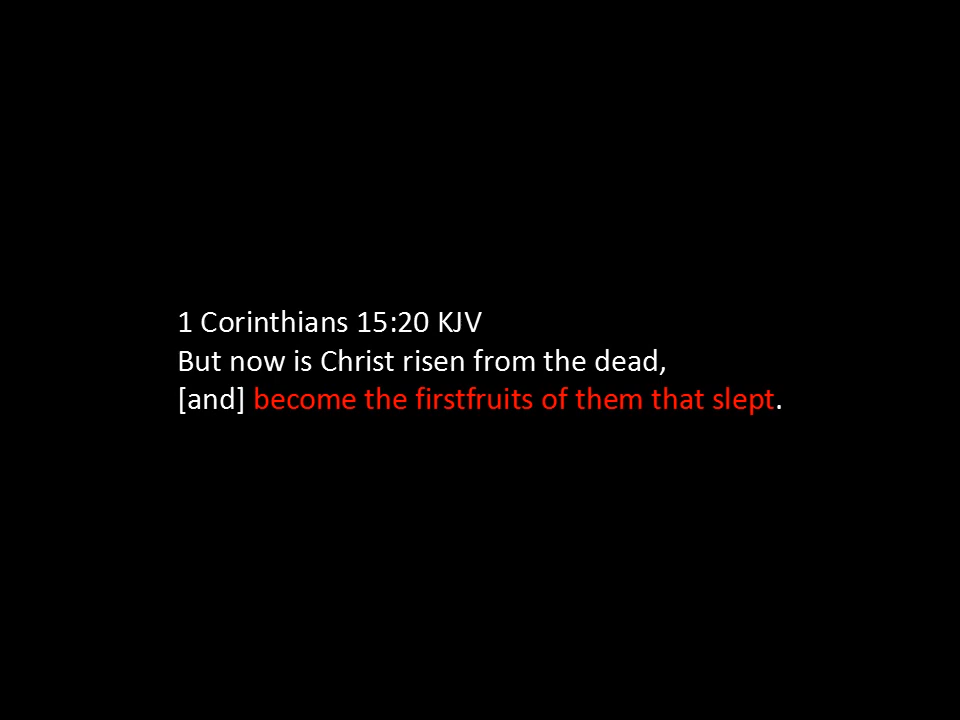 1 Corinthians 15:20 KJV
But now is Christ risen from the dead,
[and] become the firstfruits of them that slept.